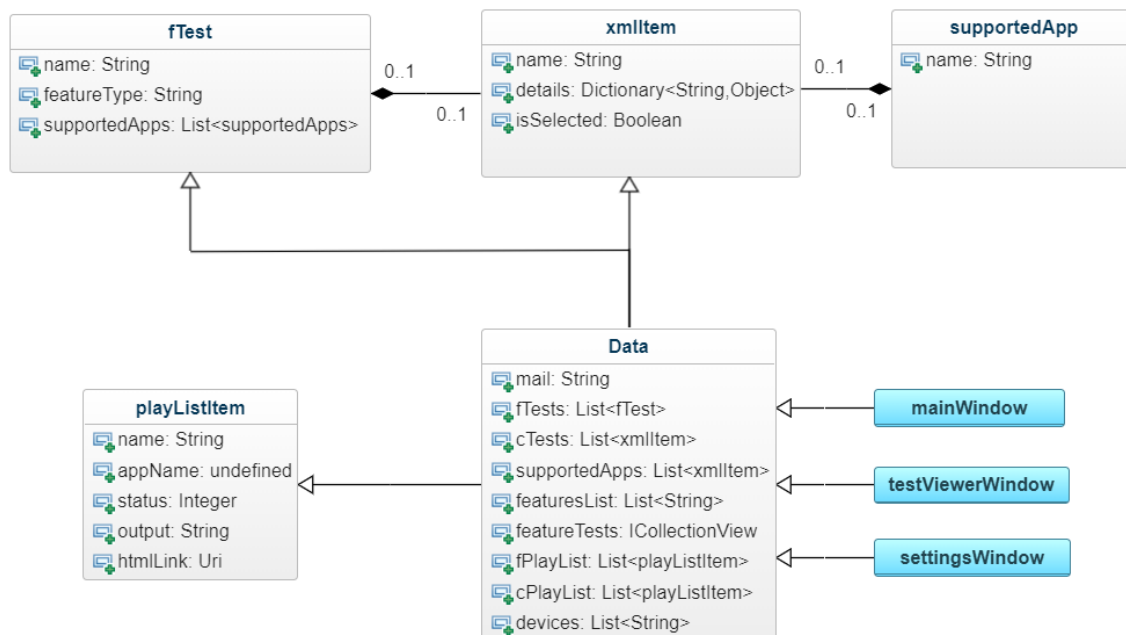 fTest
name: String
featureType: String
supportedApps: List<supportedApps>
0..1
0..1
xmlItem
name: String
details: Dictionary<String,Object>
isSelected: Boolean
0..1
0..1
supportedApp
name: String
playListItem
name: String
appName: undefined
status: Integer
output: String
htmlLink: Uri
Data
mail: String
fTests: List<fTest>
cTests: List<xmlItem>
supportedApps: List<xmlItem>
featuresList: List<String>
featureTests: ICollectionView
fPlayList: List<playListItem>
cPlayList: List<playListItem>
devices: List<String>
mainWindow
testViewerWindow
settingsWindow